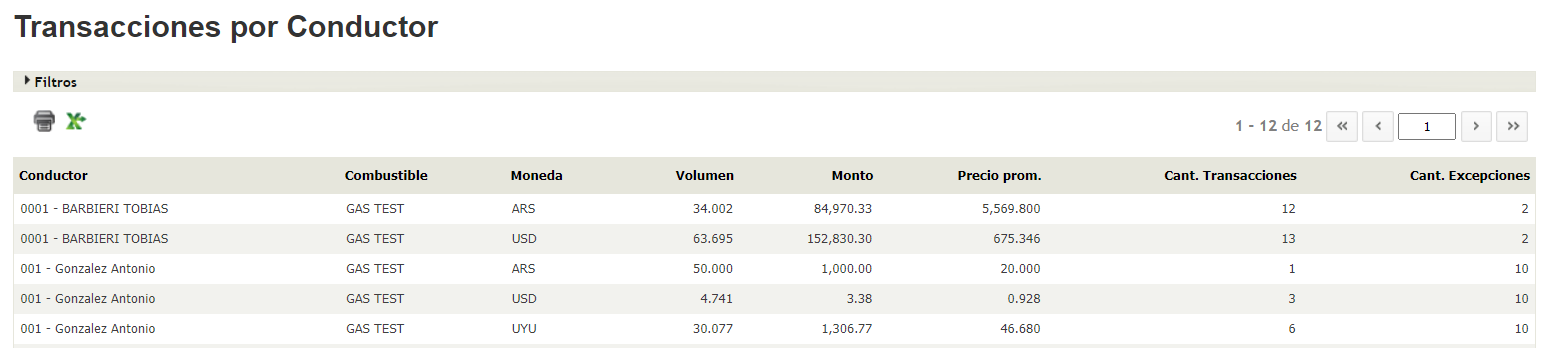 Transacciones por Conductor
Filtros
1 - 12 de 12 « ‹ 1 › »
Conductor Combustible Moneda Volumen Monto Precio prom. Cant. Transacciones Cant. Excepciones
0001 - BARBIERI TOBIAS GAS TEST ARS 34.002 84,970.33 5,569.800 12 2
0001 - BARBIERI TOBIAS GAS TEST USD 63.695 152,830.30 675.346 13 2
001 - Gonzalez Antonio GAS TEST ARS 50.000 1,000.00 20.000 1 10
001 - Gonzalez Antonio GAS TEST USD 4.741 3.38 0.928 3 10
001 - Gonzalez Antonio GAS TEST UYU 30.077 1,306.77 46.680 6 10